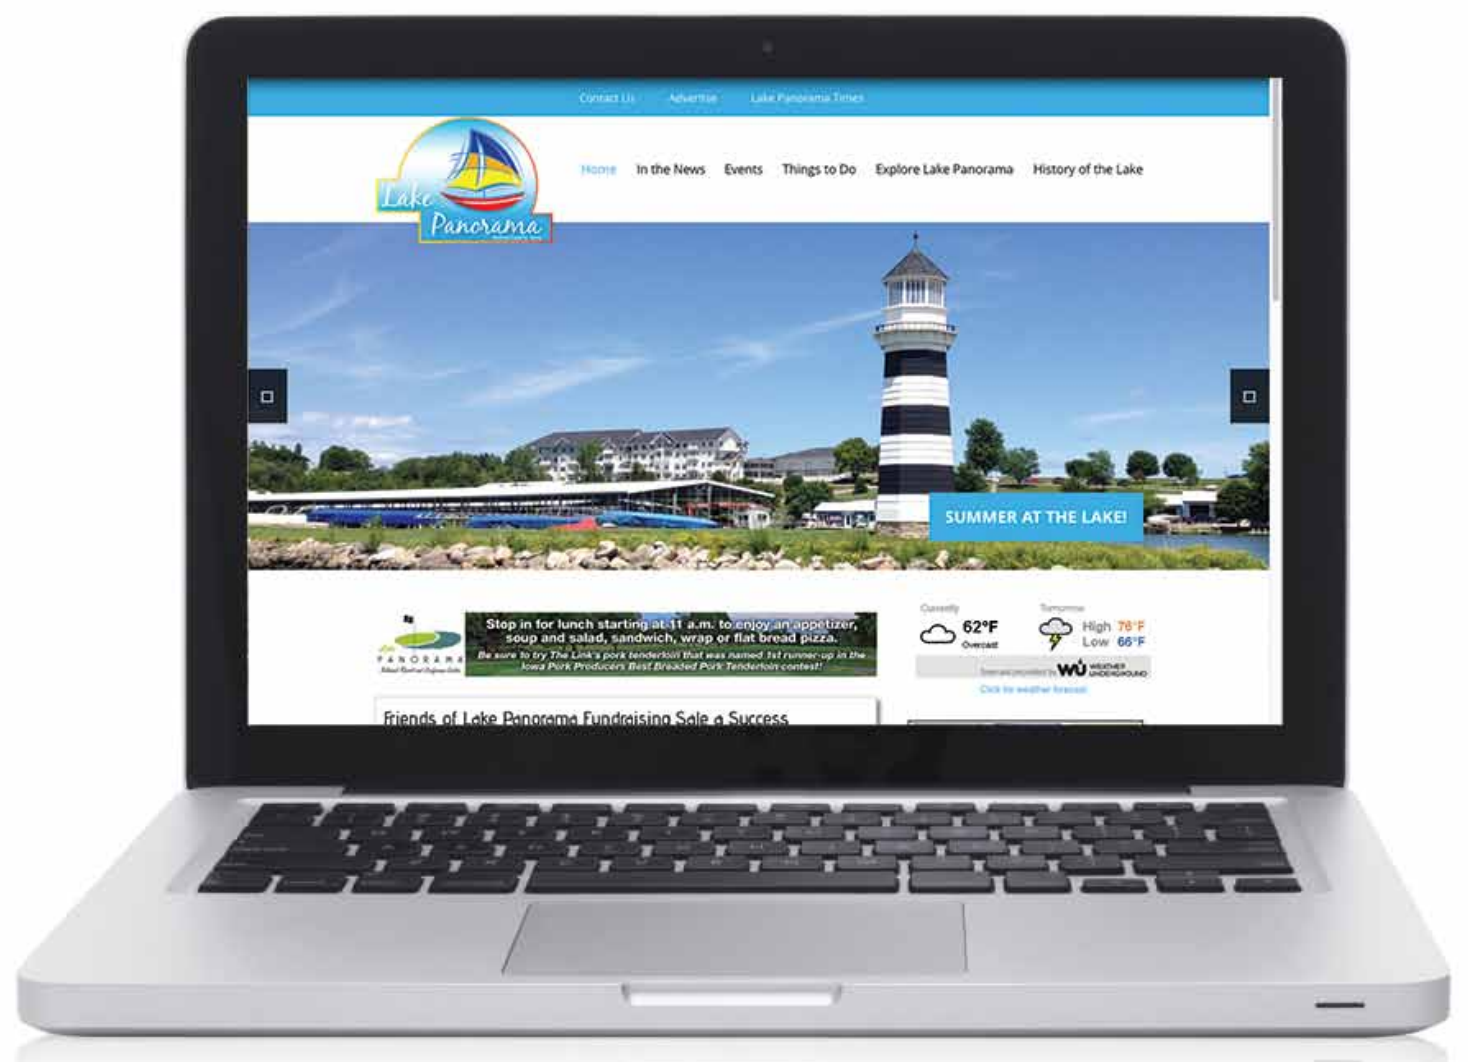 Contact Us Advertise Lake Panorama Times
Lake
Panorama
Home In the News Events Things to Do Explore Lake Panorama History of the Lake
SUMMER AT THE LAKE!
PANORAMA
Stop in for lunch starting at 11 a.m. to enjoy an appetizer,
soup and salad, sandwich, wrap or flat bread pizza.
Be sure to try The Link's pork tenderloin that was named 1st runner-up in the
Iowa Pork Producers Best Breaded Pork Tenderloin contest!
Currently
62°F
Overcast
Tomorrow
High 76°F
Low 66°F
WU WEATHER
UNDERGROUND
Click for weather forecast
Friends of Lake Panorama Fundraising Sale a Success